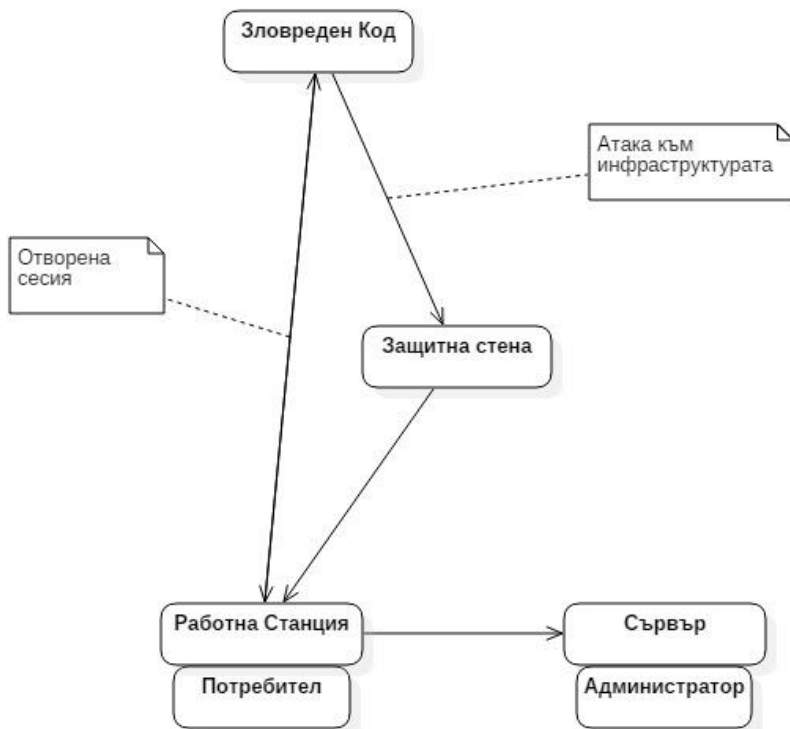 Зловреден Код
Атака към
инфраструктурата
Отворена
сесия
Защитна стена
Работна Станция
Сървър
Потребител
Администратор